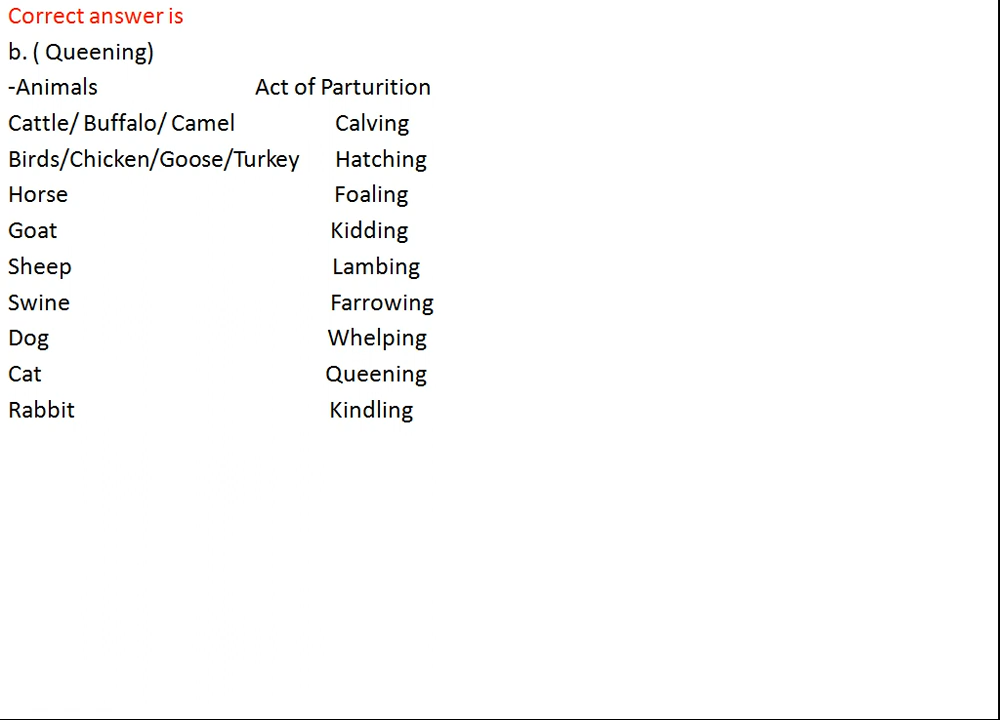 Correct answer is
b. ( Queening)
-Animals Act of Parturition
Cattle/ Buffalo/ Camel Calving
Birds/Chicken/Goose/Turkey Hatching
Horse Foaling
Goat Kidding
Sheep Lambing
Swine Farrowing
Dog Whelping
Cat Queening
Rabbit Kindling